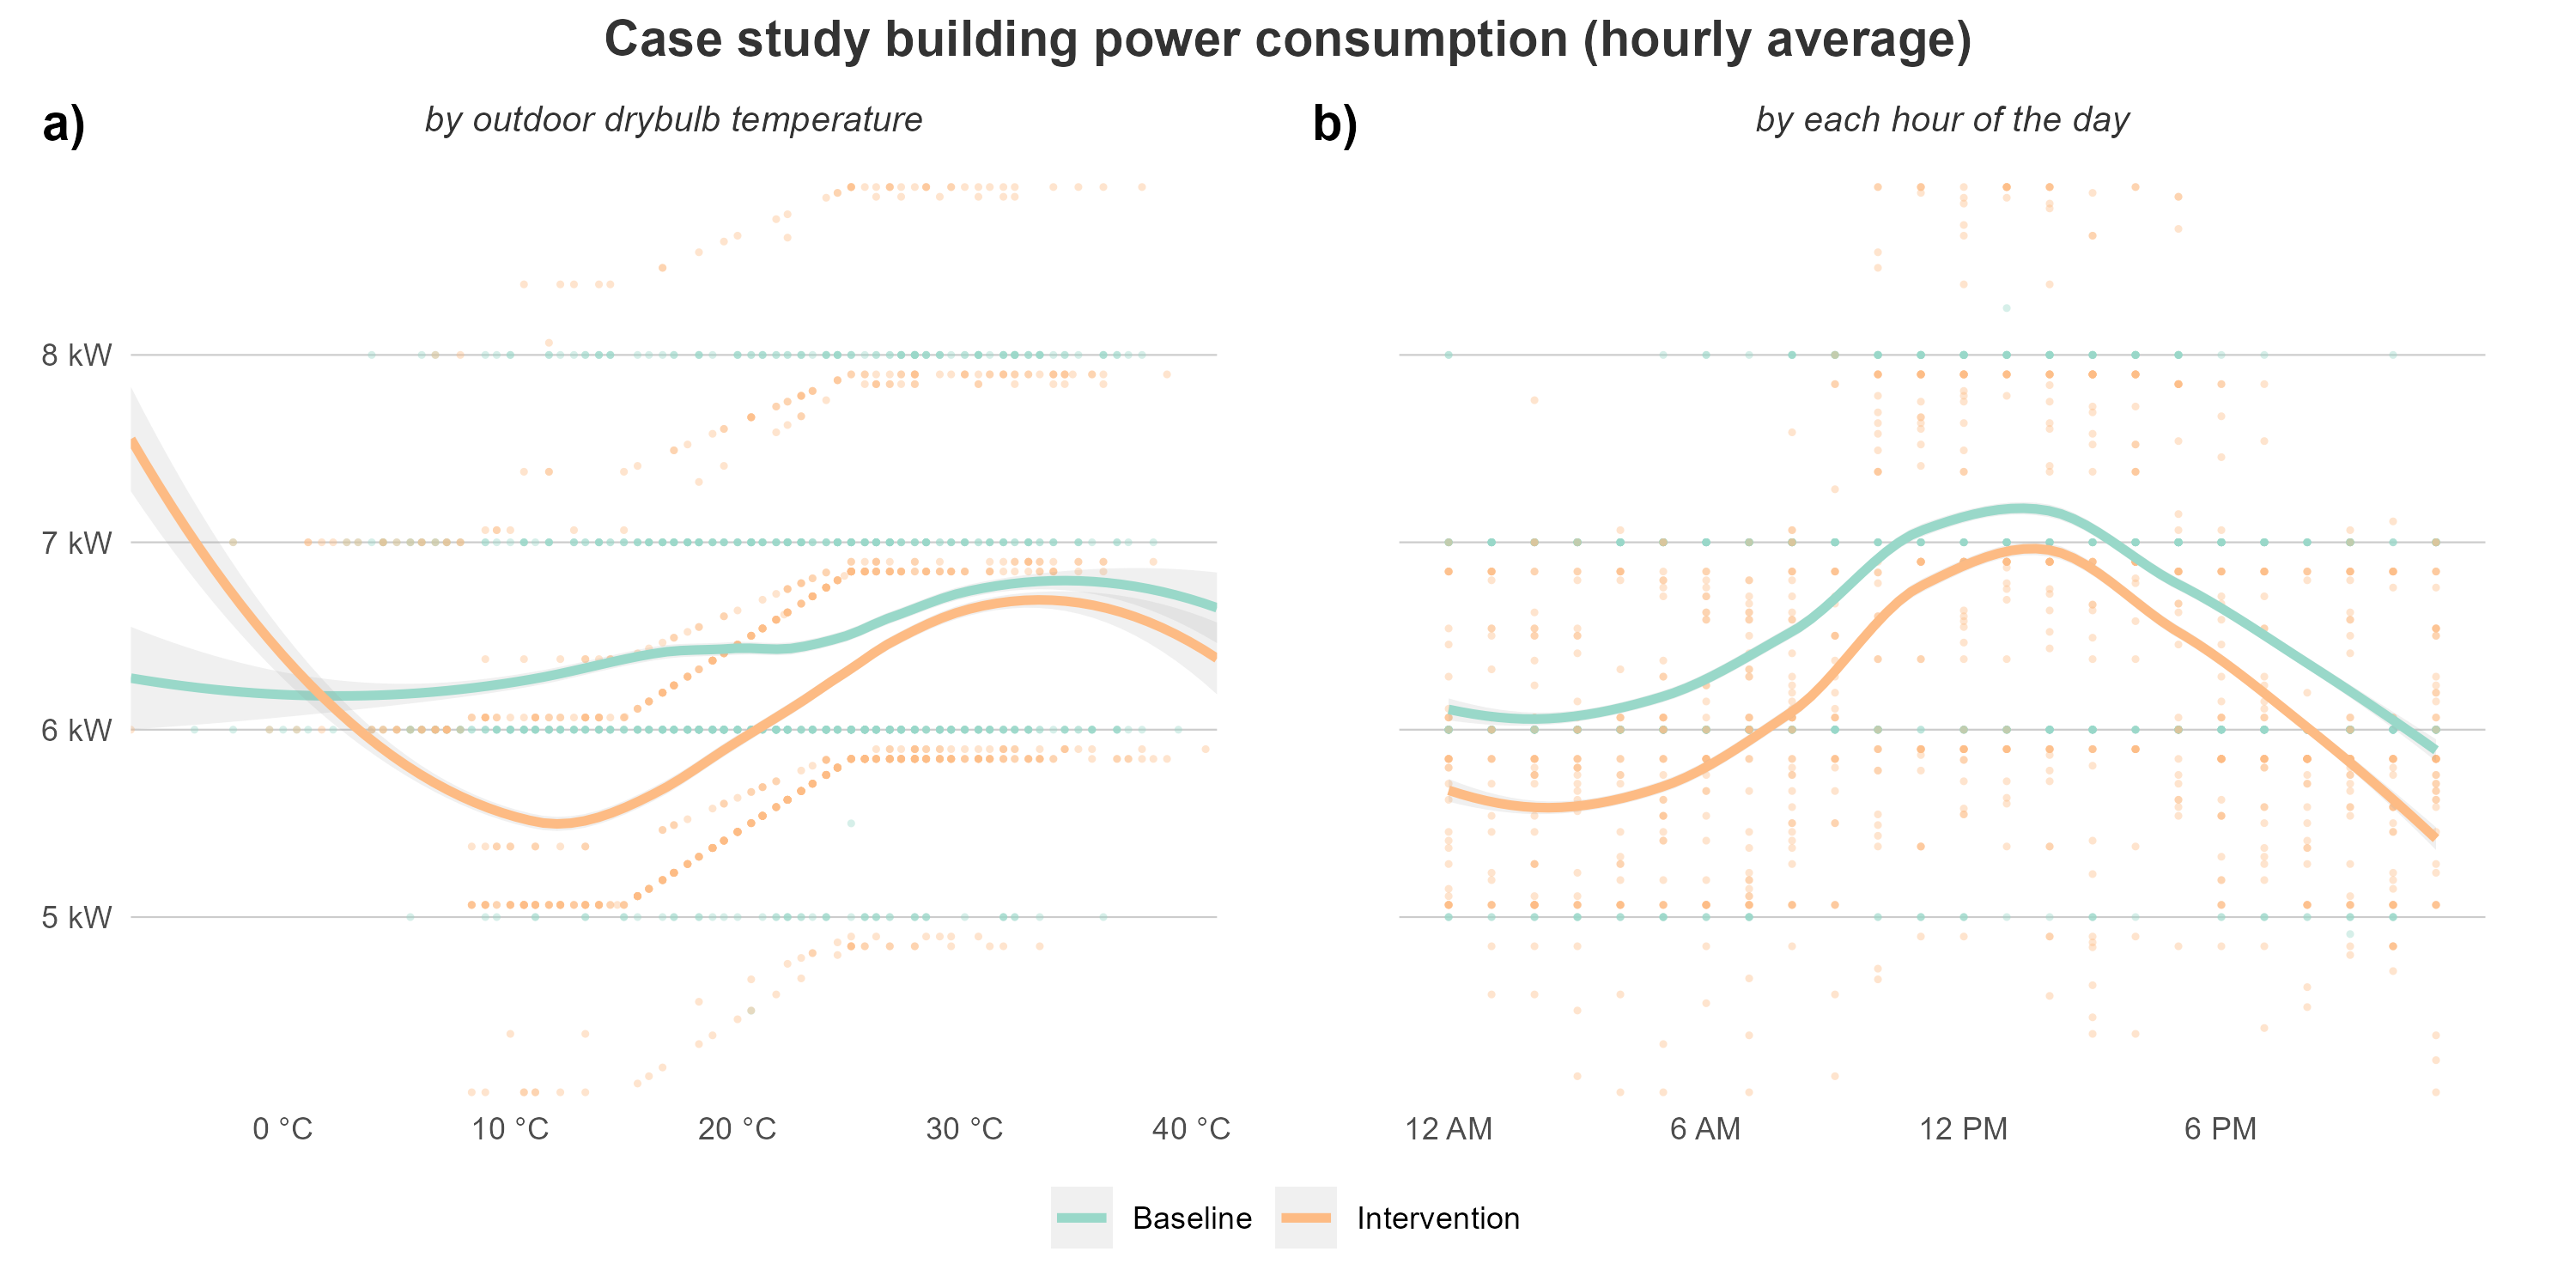 Case study building power consumption (hourly average)
a)
by outdoor drybulb temperature
b)
by each hour of the day
8 kW
7 kW
6 kW
5 kW
0 °C
10 °C
20 °C
30 °C
40 °C
12 AM
6 AM
12 PM
6 PM
Baseline
Intervention